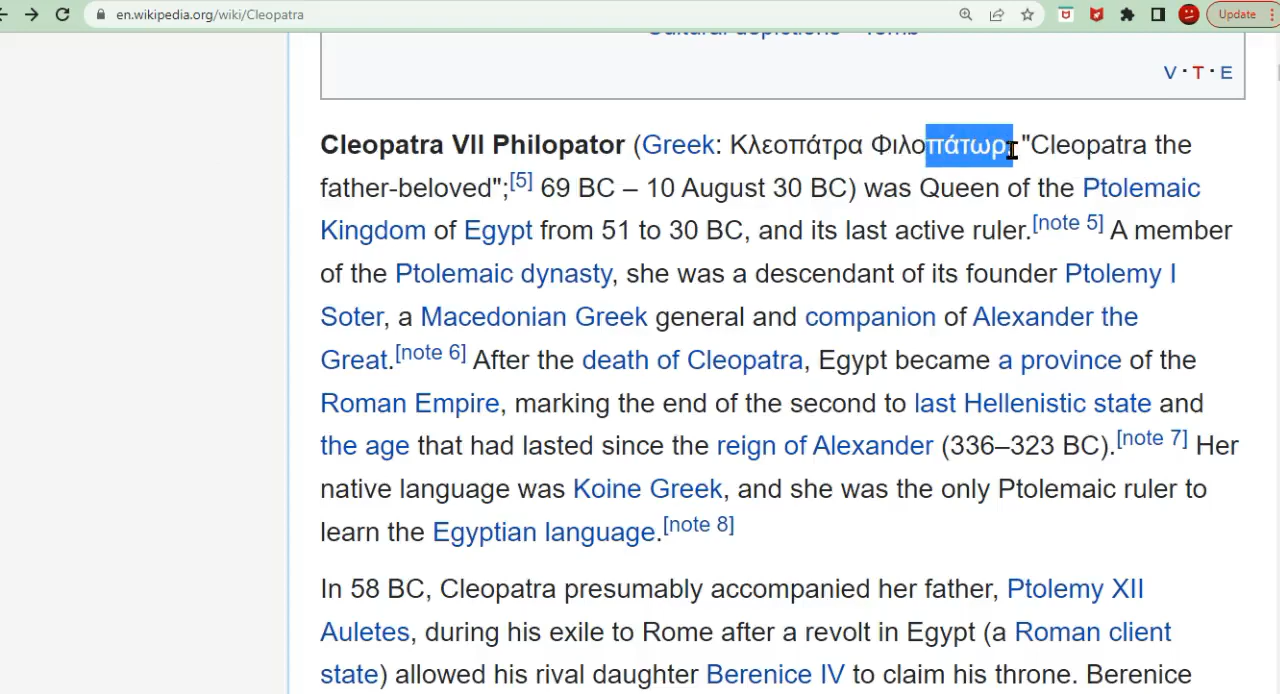 en.wikipedia.org/wiki/Cleopatra
Update
V · T · E
Cleopatra VII Philopator (Greek: Κλεοπάτρα Φιλοπάτωρ; "Cleopatra the
father-beloved";[5] 69 BC – 10 August 30 BC) was Queen of the Ptolemaic
Kingdom of Egypt from 51 to 30 BC, and its last active ruler.[note 5] A member
of the Ptolemaic dynasty, she was a descendant of its founder Ptolemy I
Soter, a Macedonian Greek general and companion of Alexander the
Great.[note 6] After the death of Cleopatra, Egypt became a province of the
Roman Empire, marking the end of the second to last Hellenistic state and
the age that had lasted since the reign of Alexander (336–323 BC).[note 7] Her
native language was Koine Greek, and she was the only Ptolemaic ruler to
learn the Egyptian language.[note 8]
In 58 BC, Cleopatra presumably accompanied her father, Ptolemy XII
Auletes, during his exile to Rome after a revolt in Egypt (a Roman client
state) allowed his rival daughter Berenice IV to claim his throne. Berenice